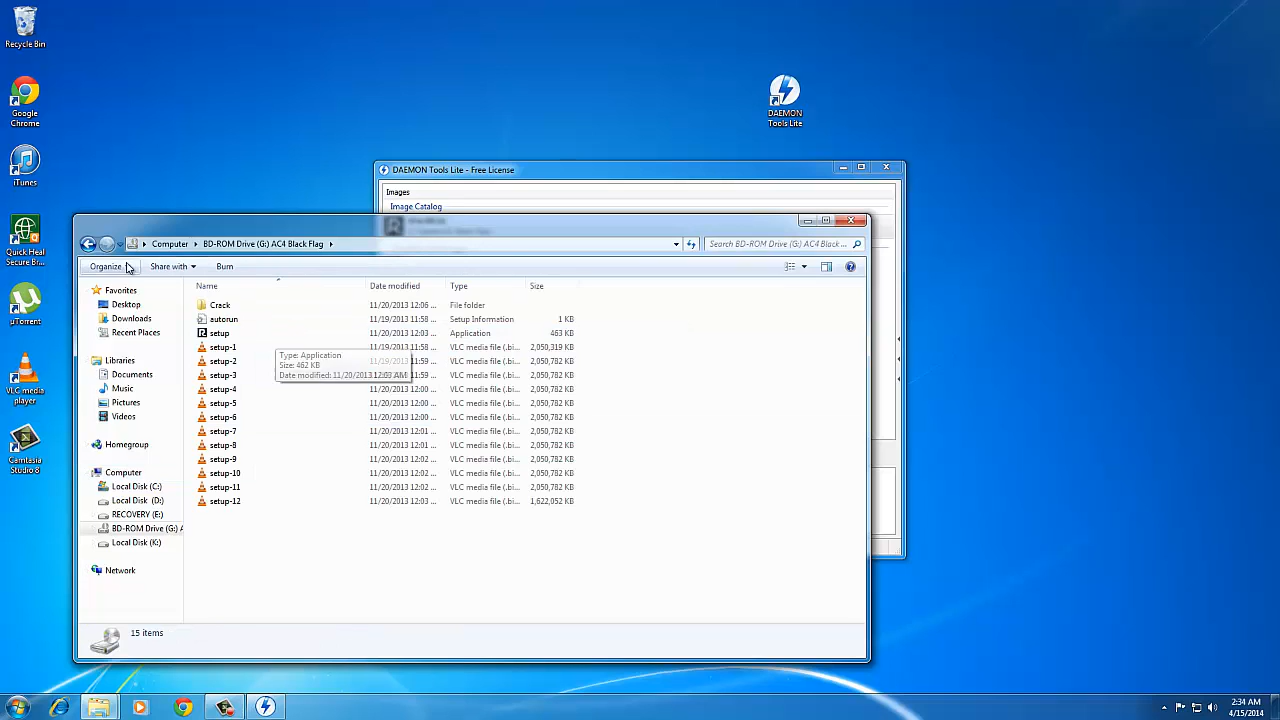 Recycle Bin
Google
Chrome
iTunes
Quick Heal
Secure Br...
µTorrent
VLC media
player
Camtasia
Studio 8
DAEMON
Tools Lite
DAEMON Tools Lite - Free License
Images
Image Catalog
Computer
BD-ROM Drive (G:) AC4 Black Flag
Search BD-ROM Drive (G:) AC4 Black ...
Organize
Share with
Burn
Name Date modified Type Size
Favorites
Desktop
Downloads
Recent Places
Libraries
Documents
Music
Pictures
Videos
Homegroup
Computer
Local Disk (C:)
Local Disk (D:)
RECOVERY (E:)
BD-ROM Drive (G:) A
Local Disk (K:)
Network
Crack 11/20/2013 12:06 ... File folder
autorun 11/19/2013 11:58 ... Setup Information 1 KB
setup 11/20/2013 12:03 ... Application 463 KB
setup-1 11/19/2013 11:58 ... VLC media file (.bi... 2,050,319 KB
setup-2 11/19/2013 11:59 ... VLC media file (.bi... 2,050,782 KB
setup-3 11:59 ... VLC media file (.bi... 2,050,782 KB
setup-4 11/20/2013 12:00 ... VLC media file (.bi... 2,050,782 KB
setup-5 11/20/2013 12:00 ... VLC media file (.bi... 2,050,782 KB
setup-6 11/20/2013 12:00 ... VLC media file (.bi... 2,050,782 KB
setup-7 11/20/2013 12:01 ... VLC media file (.bi... 2,050,782 KB
setup-8 11/20/2013 12:01 ... VLC media file (.bi... 2,050,782 KB
setup-9 11/20/2013 12:02 ... VLC media file (.bi... 2,050,782 KB
setup-10 11/20/2013 12:02 ... VLC media file (.bi... 2,050,782 KB
setup-11 11/20/2013 12:02 ... VLC media file (.bi... 2,050,782 KB
setup-12 11/20/2013 12:03 ... VLC media file (.bi... 1,622,052 KB
Type: Application
Size: 462 KB
Date modified: 11/20/2013 12:03 AM
15 items
2:34 AM
4/15/2014